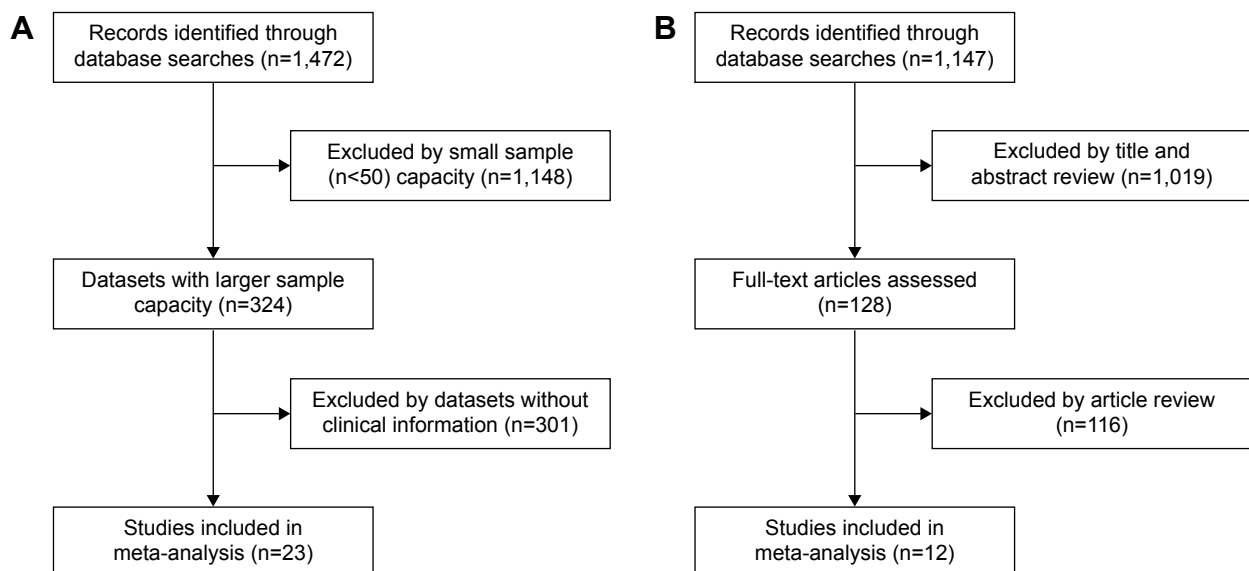 A
Records identified through
database searches (n=1,472)
Excluded by small sample
(n<50) capacity (n=1,148)
Datasets with larger sample
capacity (n=324)
Excluded by datasets without
clinical information (n=301)
Studies included in
meta-analysis (n=23)
B
Records identified through
database searches (n=1,147)
Excluded by title and
abstract review (n=1,019)
Full-text articles assessed
(n=128)
Excluded by article review
(n=116)
Studies included in
meta-analysis (n=12)